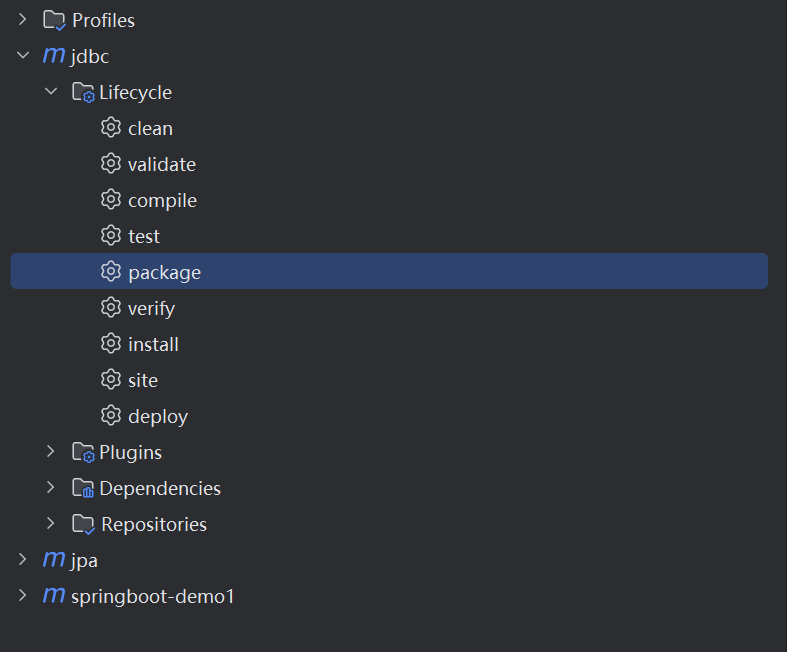 Profiles
m jdbc
Lifecycle
clean
validate
compile
test
package
verify
install
site
deploy
Plugins
Dependencies
Repositories
m jpa
m springboot-demo1